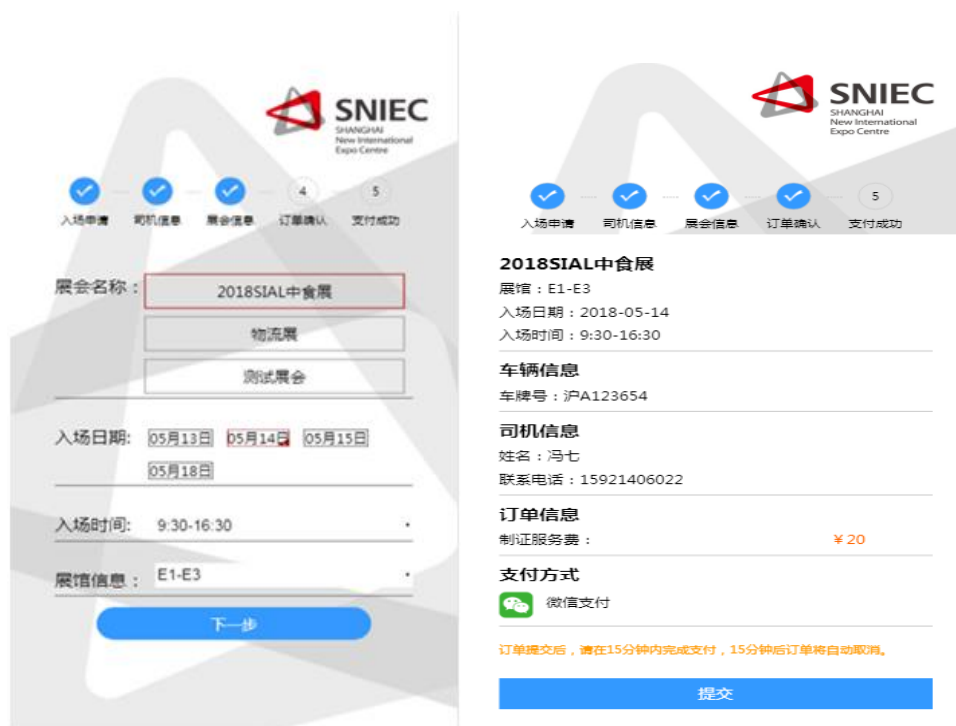 SNIEC
SHANGHAI
New International
Expo Centre
4 5
入场申请 司机信息 展会信息 订单确认 支付成功
展会名称： 2018SIAL中食展
物流展
测试展会
入场日期: 05月13日 05月14日 05月15日
05月18日
入场时间: 9:30-16:30
展馆信息： E1-E3
下一步
SNIEC
SHANGHAI
New International
Expo Centre
5
入场申请 司机信息 展会信息 订单确认 支付成功
2018SIAL中食展
展馆：E1-E3
入场日期：2018-05-14
入场时间：9:30-16:30
车辆信息
车牌号：沪A123654
司机信息
姓名：冯七
联系电话：15921406022
订单信息
制证服务费： ￥20
支付方式
微信支付
订单提交后，请在15分钟内完成支付，15分钟后订单将自动取消。
提交